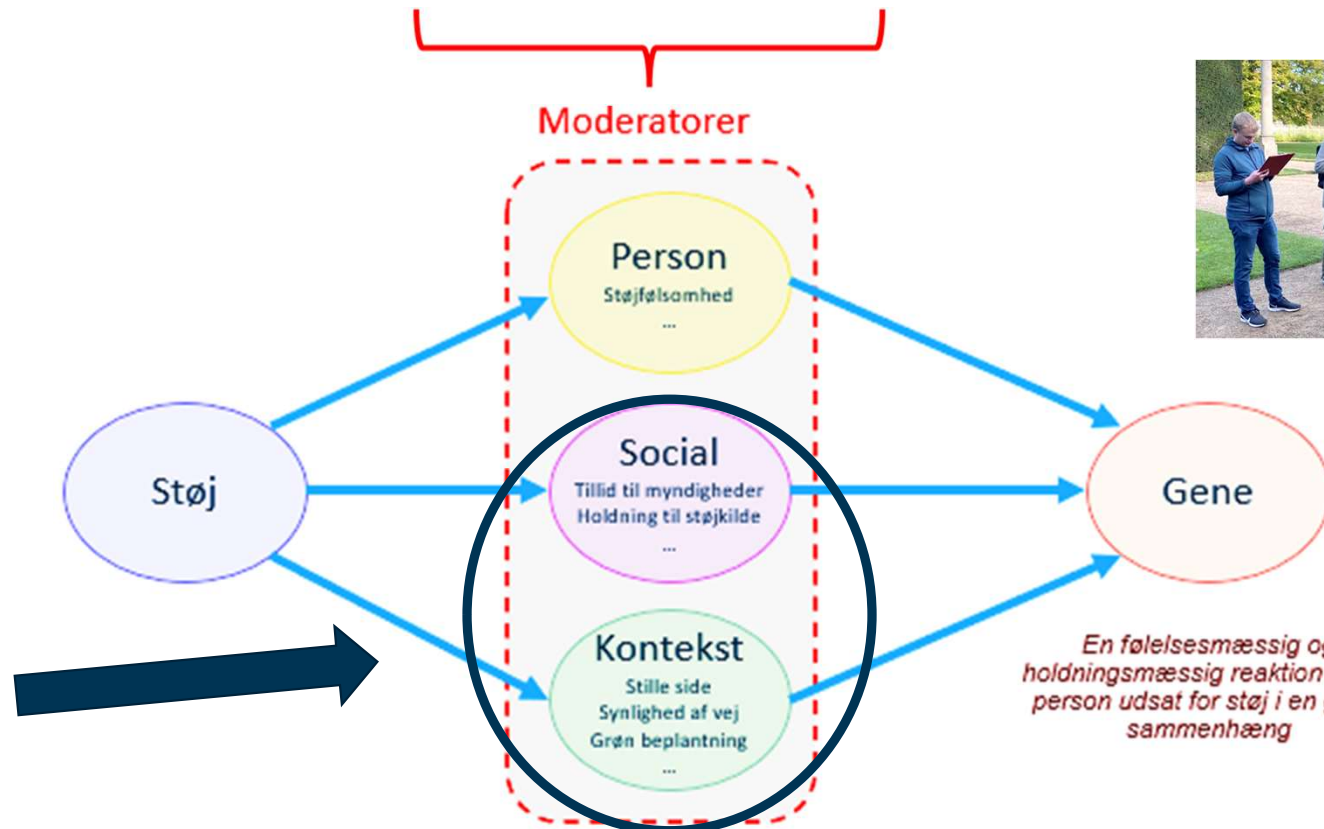 Moderatorer
Person
Støjfølsomhed
...
Støj
Social
Tillid til myndigheder
Holdning til støjkilde
...
Gene
Kontekst
Stille side
Synlighed af vej
Grøn beplantning
...
En følelsesmæssig og
holdningsmæssig reaktion
person udsat for støj i en
sammenhæng